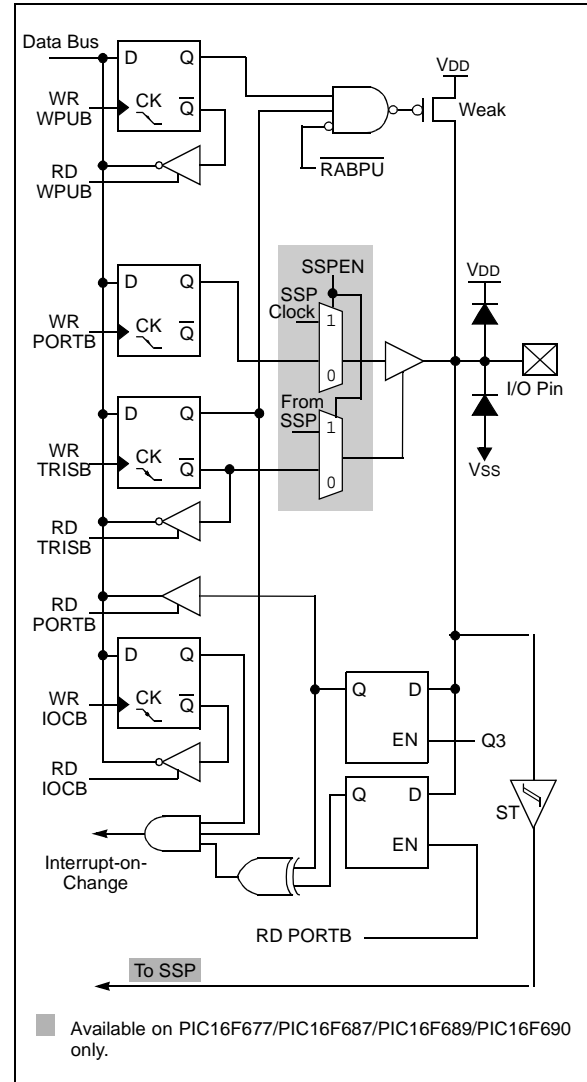 Data Bus
D Q
CK
Q
WR
WPUB
RD
WPUB
VDD
Weak
RABPU
SSPEN
SSP
Clock
1
0
D Q
CK
Q
WR
PORTB
VDD
I/O Pin
VSS
From
SSP
1
0
D Q
CK
Q
WR
TRISB
RD
TRISB
RD
PORTB
D Q
CK
Q
WR
IOCB
RD
IOCB
Q D
EN
Q3
Q D
EN
ST
Interrupt-on-
Change
RD PORTB
To SSP
Available on PIC16F677/PIC16F687/PIC16F689/PIC16F690
only.